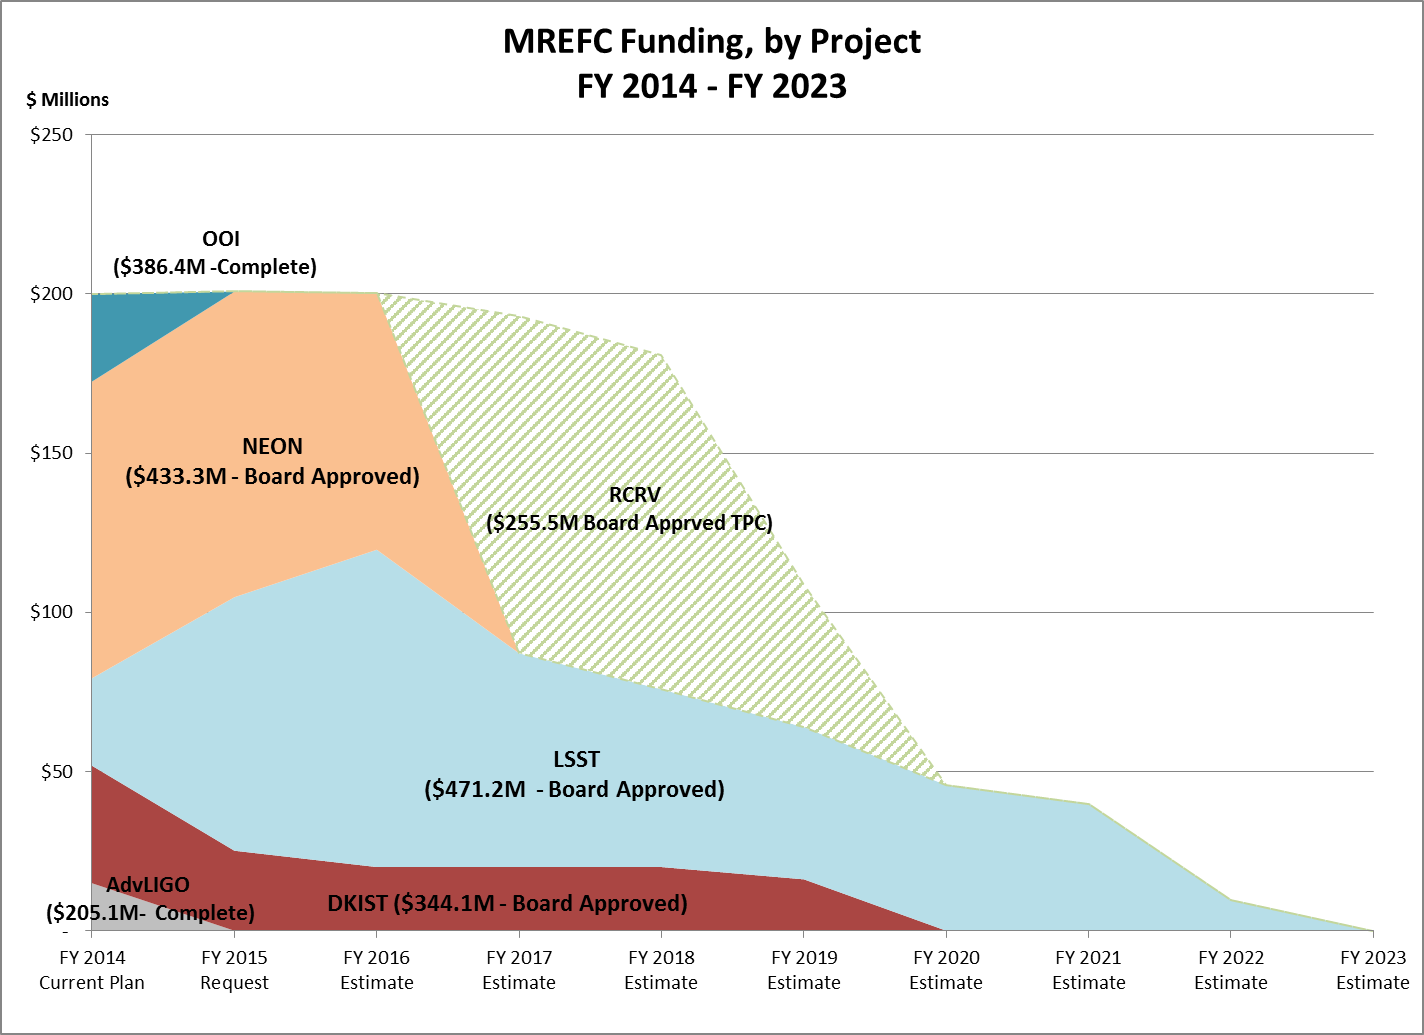 MREFC Funding, by Project
FY 2014 - FY 2023
$ Millions
$250
OOI
($386.4M -Complete)
$200
NEON
($433.3M - Board Approved)
$150
RCRV
($255.5M Board Apprved TPC)
$100
LSST
($471.2M - Board Approved)
$50
AdvLIGO
($205.1M- Complete)
DKIST ($344.1M - Board Approved)
-
FY 2014 FY 2015 FY 2016 FY 2017 FY 2018 FY 2019 FY 2020 FY 2021 FY 2022 FY 2023
Current Plan Request Estimate Estimate Estimate Estimate Estimate Estimate Estimate Estimate